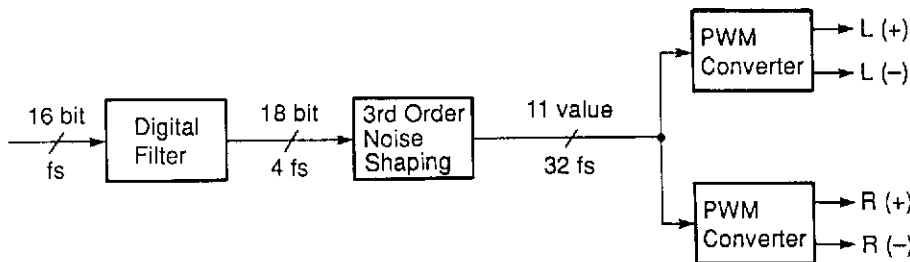 16 bit
fs
Digital
Filter
18 bit
4 fs
3rd Order
Noise
Shaping
11 value
32 fs
PWM
Converter
L (+)
L (−)
PWM
Converter
R (+)
R (−)